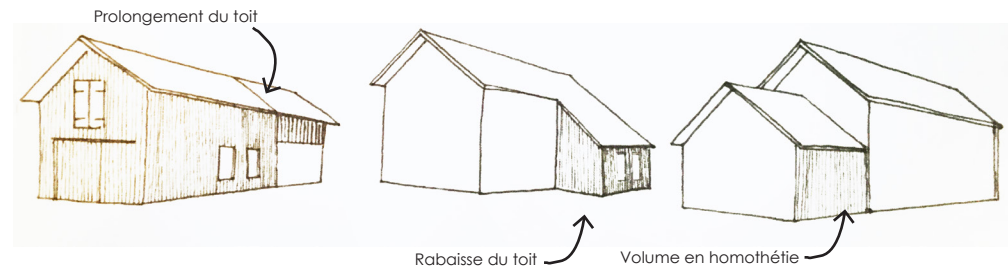 Prolongement du toit
Rabaisse du toit
Volume en homothétie